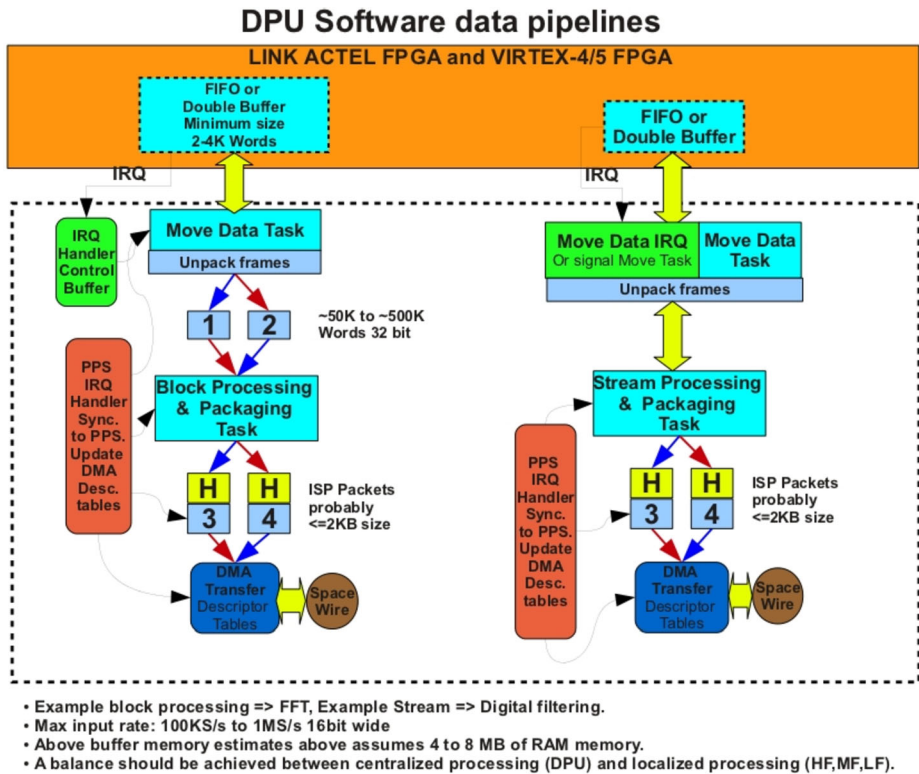 DPU Software data pipelines
LINK ACTEL FPGA and VIRTEX-4/5 FPGA
FIFO or
Double Buffer
Minimum size
2-4K Words
IRQ
IRQ
Handler
Control
Buffer
Move Data Task
Unpack frames
1
2
~50K to ~500K
Words 32 bit
PPS
IRQ
Handler
Sync.
to PPS.
Update
DMA
Desc.
tables
Block Processing
& Packaging
Task
H
H
3
4
ISP Packets
probably
<=2KB size
DMA
Transfer
Descriptor
Tables
Space
Wire
FIFO or
Double Buffer
IRQ
Move Data IRQ
Or signal Move Task
Move Data
Task
Unpack frames
Stream Processing
& Packaging
Task
PPS
IRQ
Handler
Sync.
to PPS.
Update
DMA
Desc.
tables
H
H
3
4
ISP Packets
probably
<=2KB size
DMA
Transfer
Descriptor
Tables
Space
Wire
• Example block processing => FFT, Example Stream => Digital filtering.
• Max input rate: 100KS/s to 1MS/s 16bit wide
• Above buffer memory estimates above assumes 4 to 8 MB of RAM memory.
• A balance should be achieved between centralized processing (DPU) and localized processing (HF,MF,LF).